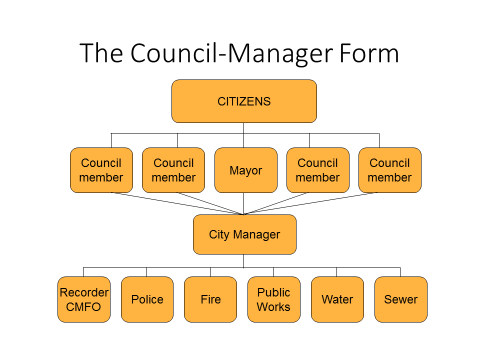 The Council-Manager Form
CITIZENS
Council
member
Council
member
Mayor
Council
member
Council
member
City Manager
Recorder
CMFO
Police
Fire
Public
Works
Water
Sewer